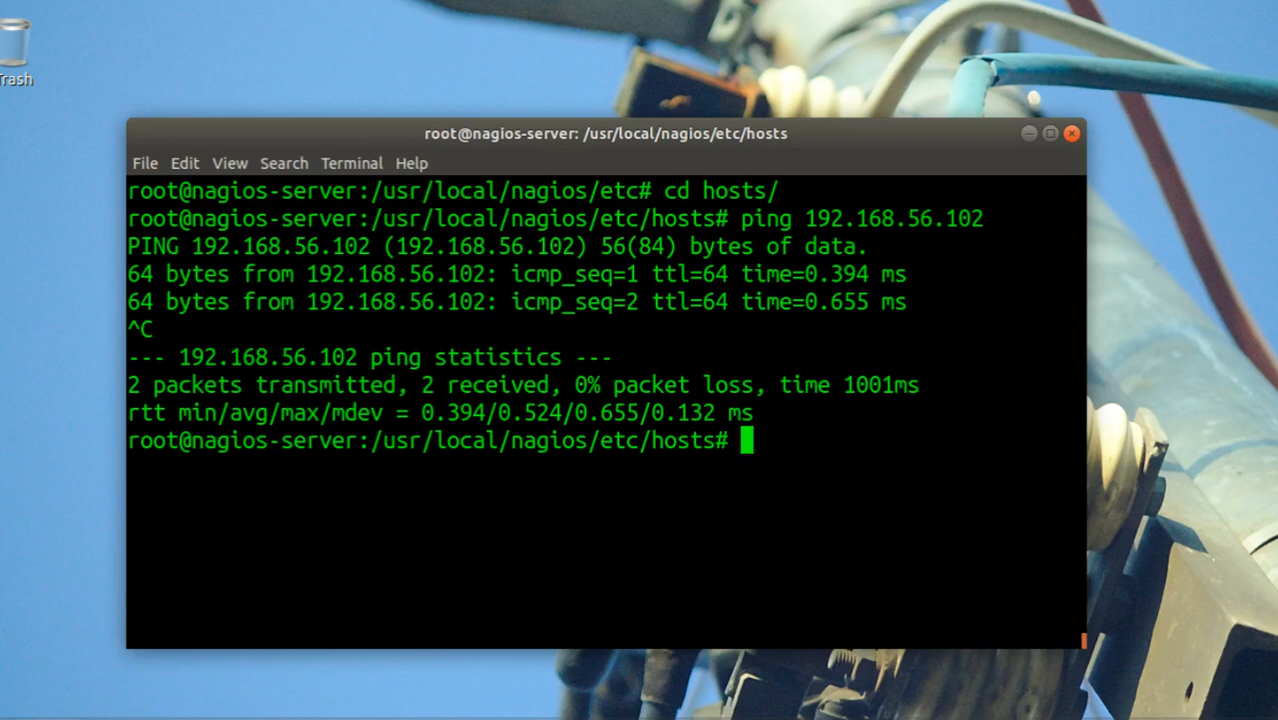 Trash
root@nagios-server: /usr/local/nagios/etc/hosts
File Edit View Search Terminal Help
root@nagios-server:/usr/local/nagios/etc# cd hosts/
root@nagios-server:/usr/local/nagios/etc/hosts# ping 192.168.56.102
PING 192.168.56.102 (192.168.56.102) 56(84) bytes of data.
64 bytes from 192.168.56.102: icmp_seq=1 ttl=64 time=0.394 ms
64 bytes from 192.168.56.102: icmp_seq=2 ttl=64 time=0.655 ms
^C
--- 192.168.56.102 ping statistics ---
2 packets transmitted, 2 received, 0% packet loss, time 1001ms
rtt min/avg/max/mdev = 0.394/0.524/0.655/0.132 ms
root@nagios-server:/usr/local/nagios/etc/hosts#